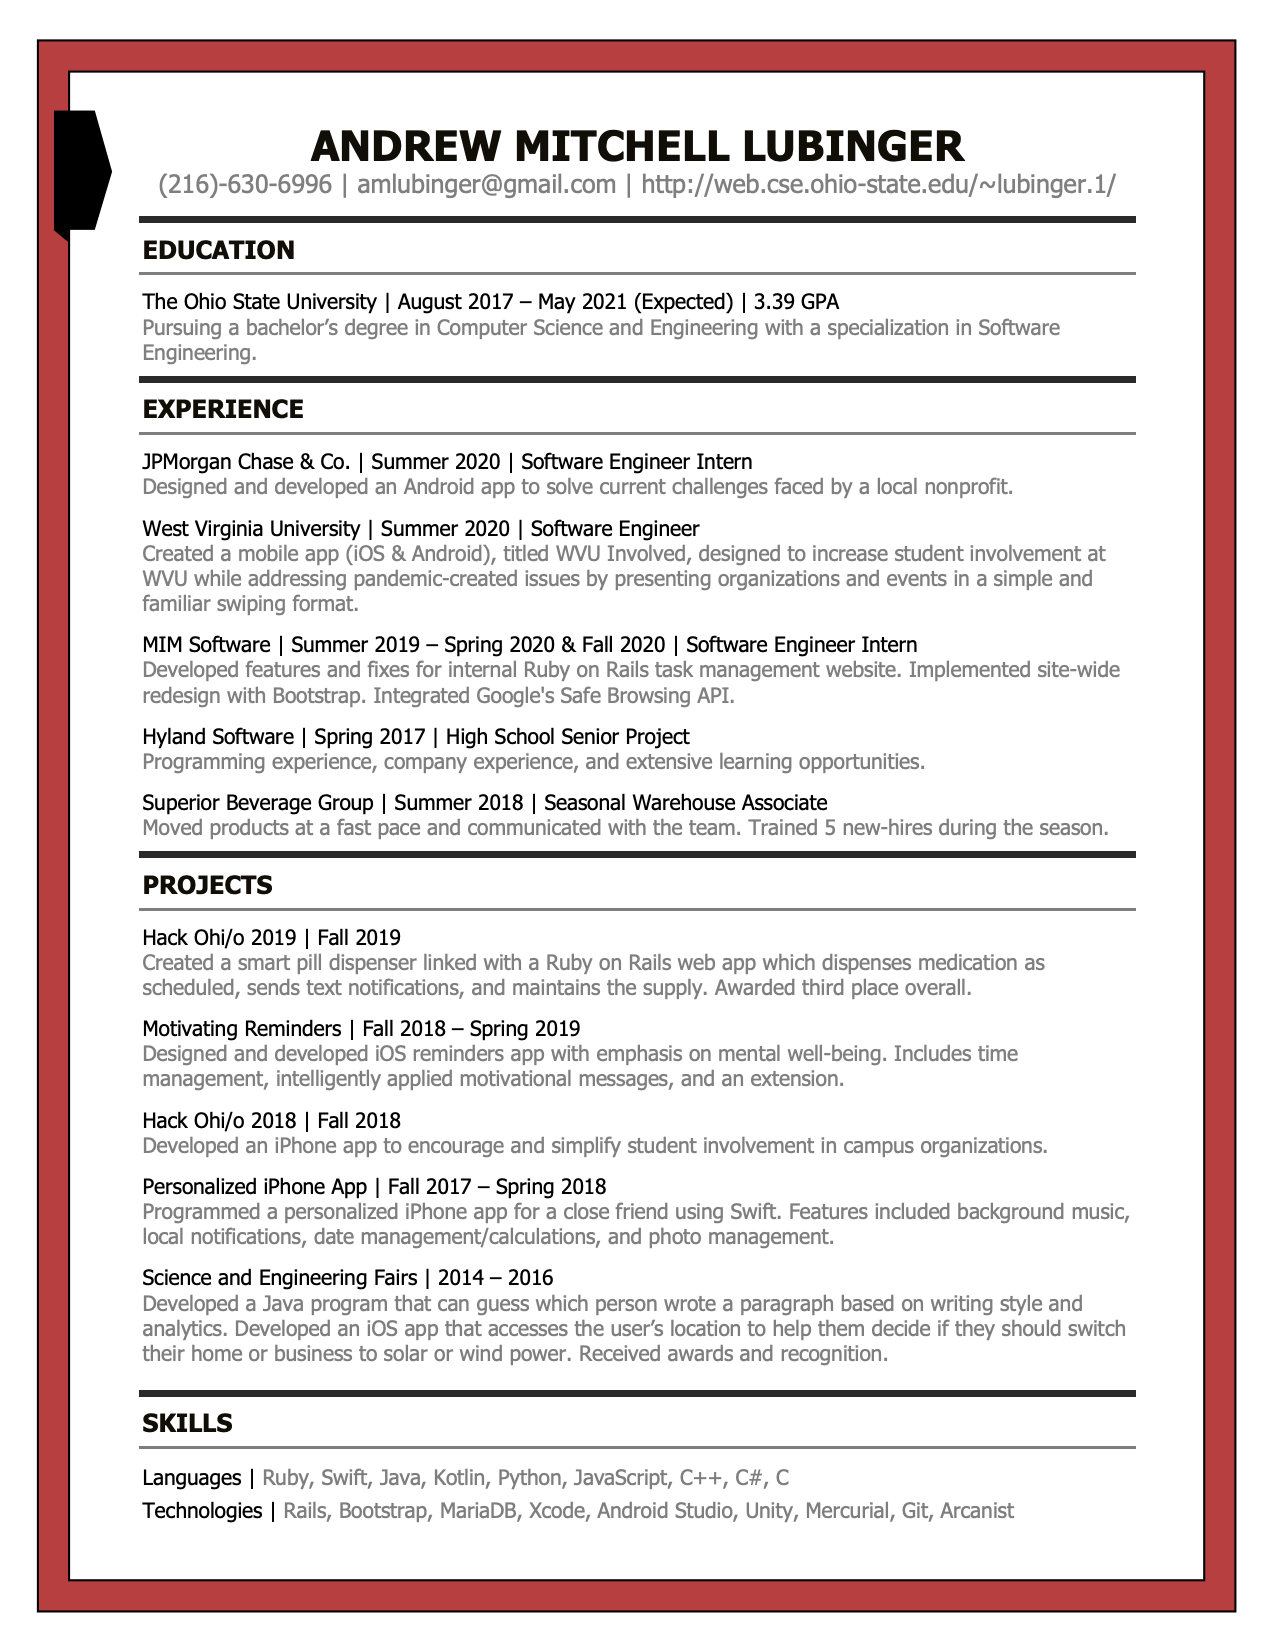 ANDREW MITCHELL LUBINGER
(216)-630-6996 | amlubinger@gmail.com | http://web.cse.ohio-state.edu/~lubinger.1/
EDUCATION
The Ohio State University | August 2017 – May 2021 (Expected) | 3.39 GPA
Pursuing a bachelor’s degree in Computer Science and Engineering with a specialization in Software
Engineering.
EXPERIENCE
JPMorgan Chase & Co. | Summer 2020 | Software Engineer Intern
Designed and developed an Android app to solve current challenges faced by a local nonprofit.
West Virginia University | Summer 2020 | Software Engineer
Created a mobile app (iOS & Android), titled WVU Involved, designed to increase student involvement at
WVU while addressing pandemic-created issues by presenting organizations and events in a simple and
familiar swiping format.
MIM Software | Summer 2019 – Spring 2020 & Fall 2020 | Software Engineer Intern
Developed features and fixes for internal Ruby on Rails task management website. Implemented site-wide
redesign with Bootstrap. Integrated Google's Safe Browsing API.
Hyland Software | Spring 2017 | High School Senior Project
Programming experience, company experience, and extensive learning opportunities.
Superior Beverage Group | Summer 2018 | Seasonal Warehouse Associate
Moved products at a fast pace and communicated with the team. Trained 5 new-hires during the season.
PROJECTS
Hack Ohi/o 2019 | Fall 2019
Created a smart pill dispenser linked with a Ruby on Rails web app which dispenses medication as
scheduled, sends text notifications, and maintains the supply. Awarded third place overall.
Motivating Reminders | Fall 2018 – Spring 2019
Designed and developed iOS reminders app with emphasis on mental well-being. Includes time
management, intelligently applied motivational messages, and an extension.
Hack Ohi/o 2018 | Fall 2018
Developed an iPhone app to encourage and simplify student involvement in campus organizations.
Personalized iPhone App | Fall 2017 – Spring 2018
Programmed a personalized iPhone app for a close friend using Swift. Features included background music,
local notifications, date management/calculations, and photo management.
Science and Engineering Fairs | 2014 – 2016
Developed a Java program that can guess which person wrote a paragraph based on writing style and
analytics. Developed an iOS app that accesses the user’s location to help them decide if they should switch
their home or business to solar or wind power. Received awards and recognition.
SKILLS
Languages | Ruby, Swift, Java, Kotlin, Python, JavaScript, C++, C#, C
Technologies | Rails, Bootstrap, MariaDB, Xcode, Android Studio, Unity, Mercurial, Git, Arcanist